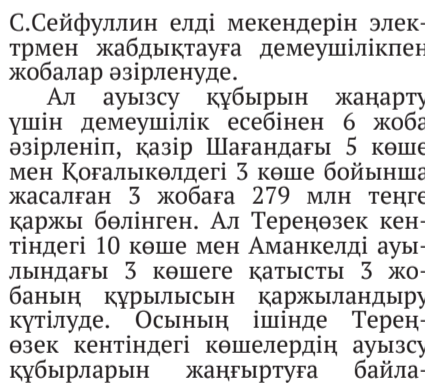 С.Сейфуллин елді мекендерін элек-
трмен жабдықтауға демеушілікпен
жобалар әзірленуде.
Ал ауызсу құбырын жаңарту
үшін демеушілік есебінен 6 жоба
әзірленіп, қазір Шағандағы 5 көше
мен Қоғалыкөлдегі 3 көше бойынша
жасалған 3 жобаға 279 млн теңге
қаржы бөлінген. Ал Тереңөзек кен-
тіндегі 10 көше мен Аманкелді ауы-
лындағы 3 көшеге қатысты 3 жо-
баның құрылысын қаржыландыру
күтілуде. Осының ішінде Терең-
өзек кентіндегі көшелердің ауызсу
құбырларын жаңғыртуға байла-